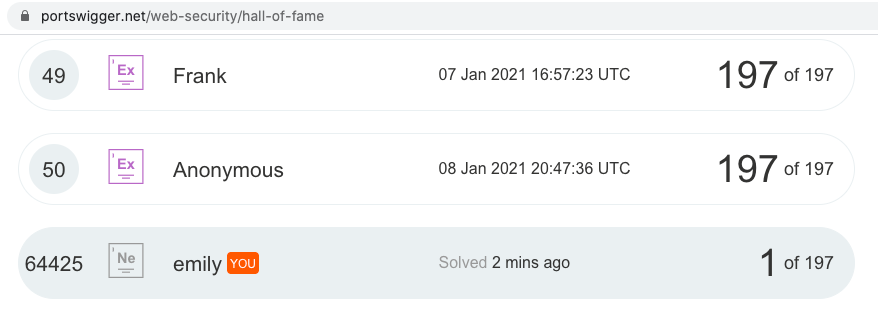 portswigger.net/web-security/hall-of-fame
49 Ex Frank 07 Jan 2021 16:57:23 UTC 197 of 197
50 Ex Anonymous 08 Jan 2021 20:47:36 UTC 197 of 197
64425 Ne emily YOU Solved 2 mins ago 1 of 197